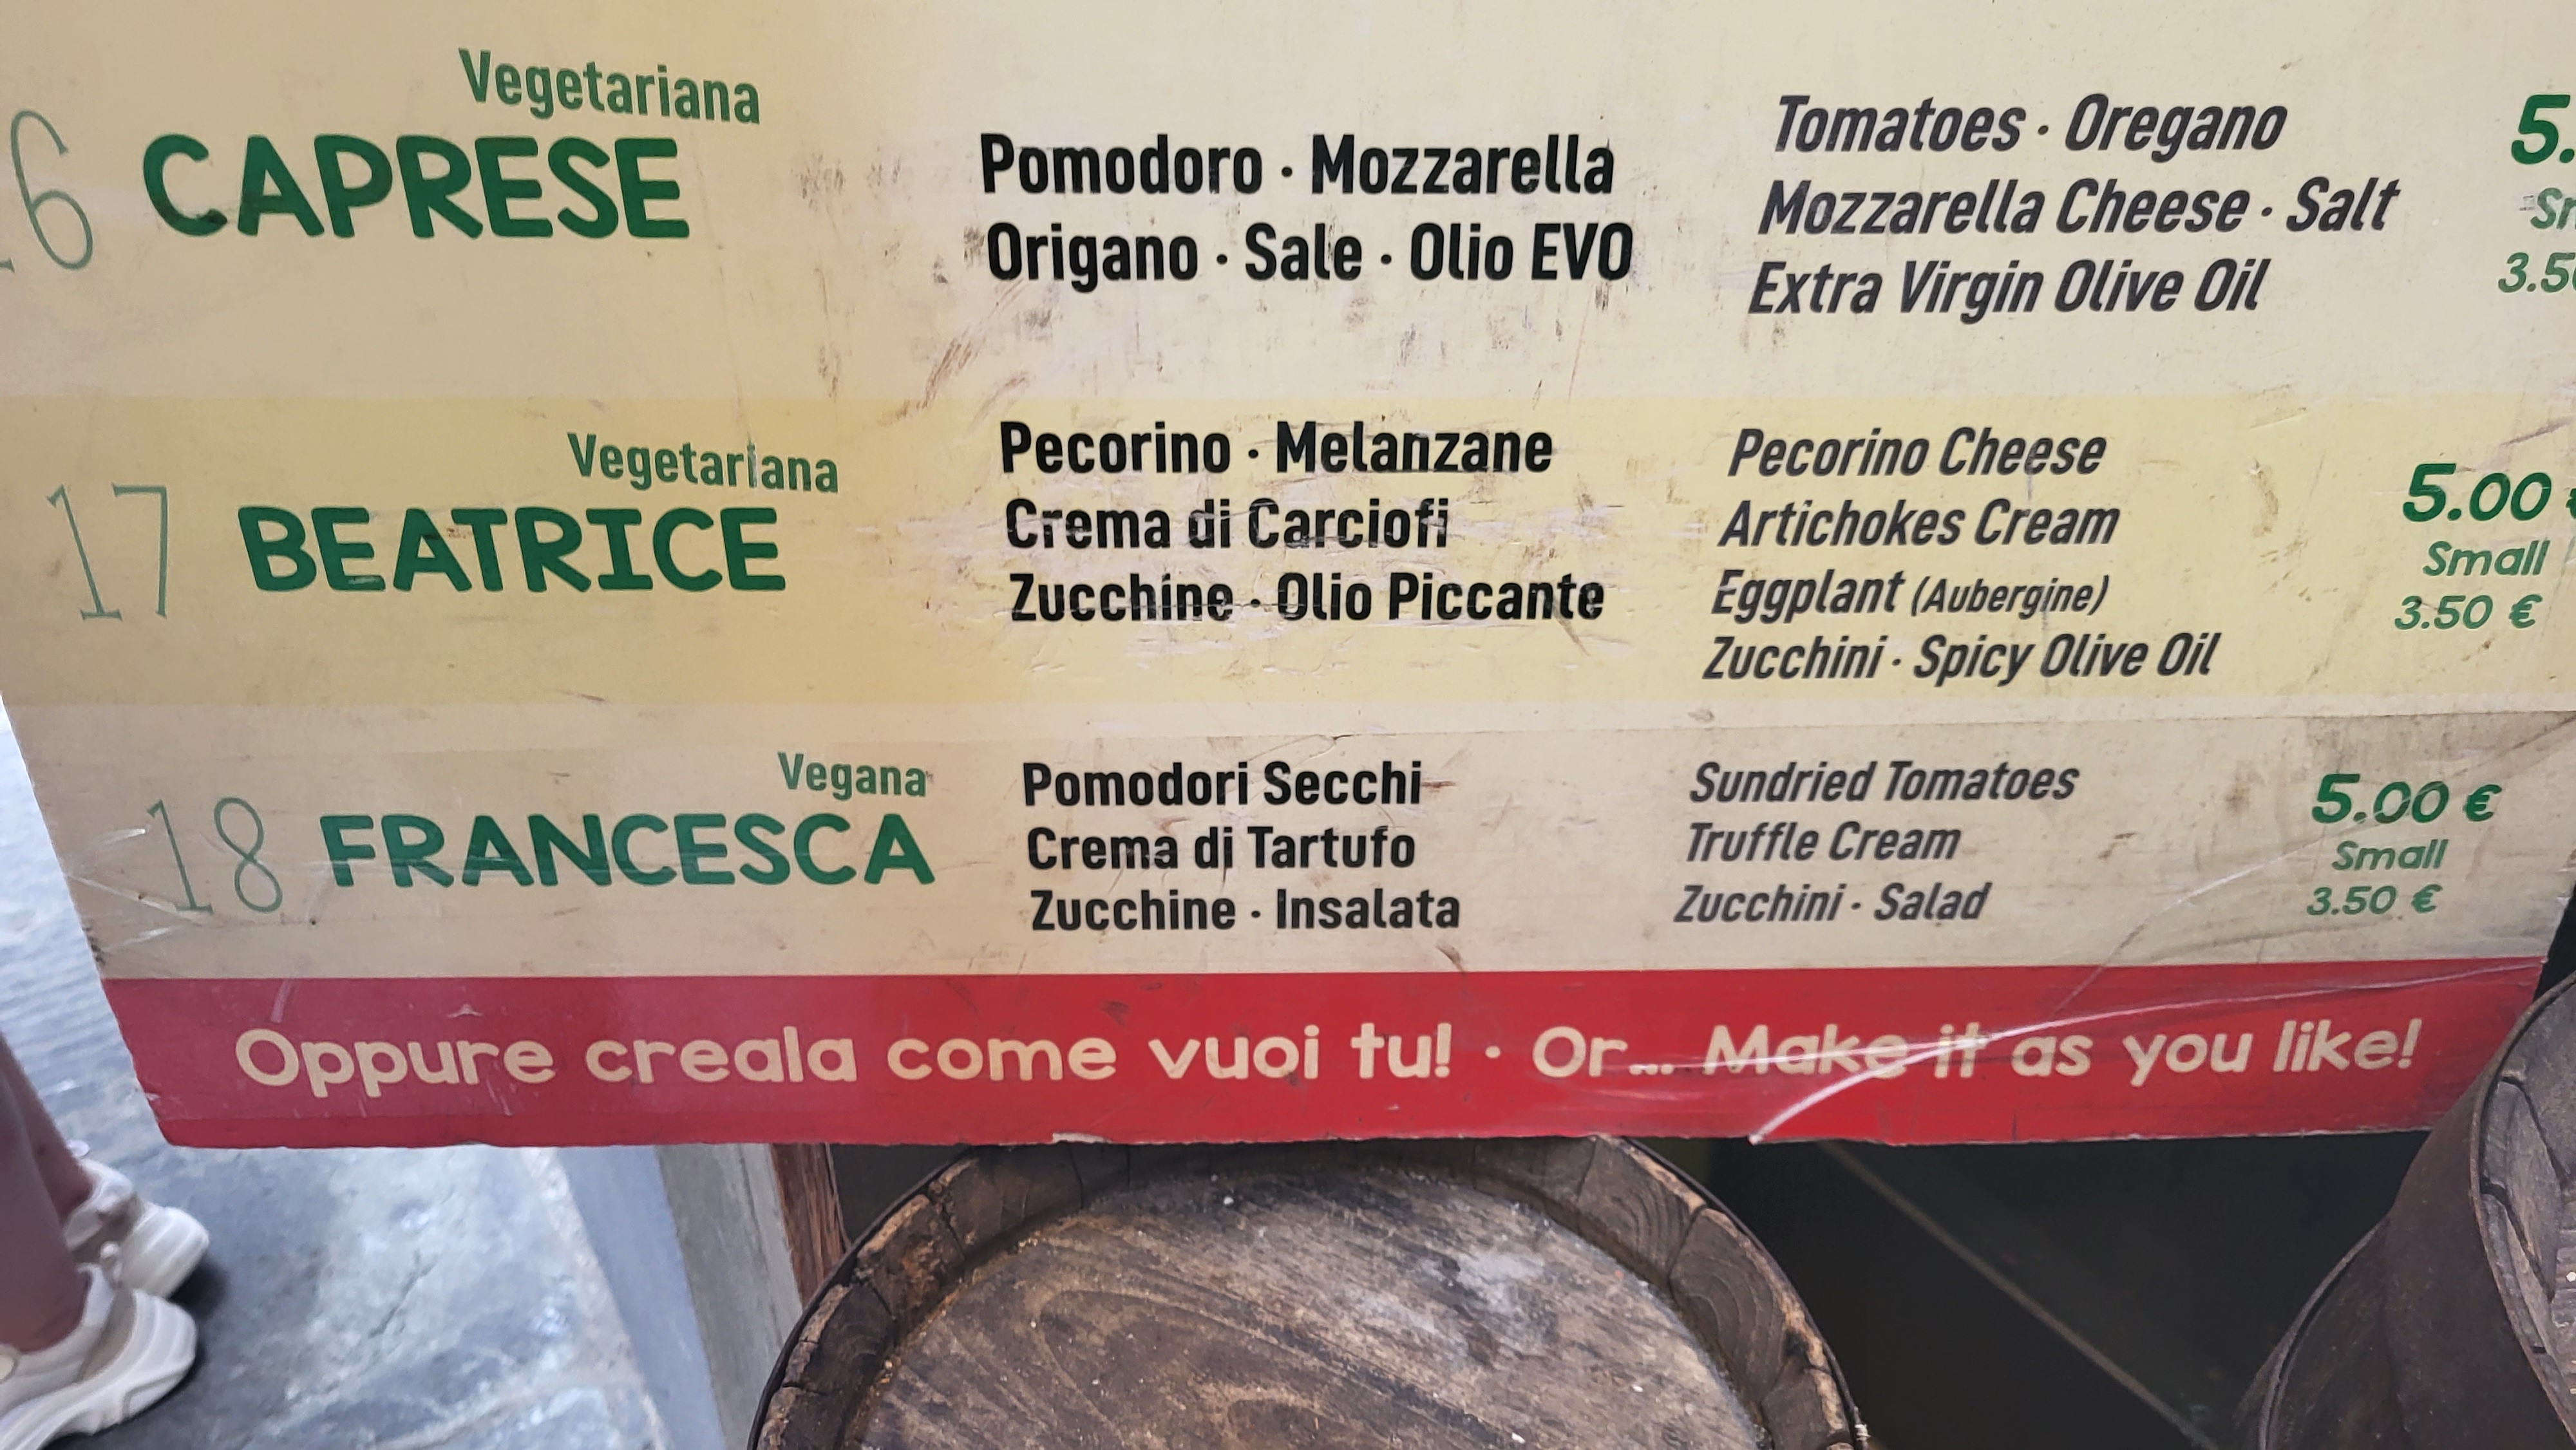 Vegetariana
16 CAPRESE
Pomodoro · Mozzarella
Origano · Sale · Olio EVO
Tomatoes · Oregano
Mozzarella Cheese · Salt
Extra Virgin Olive Oil
Vegetariana
17 BEATRICE
Pecorino · Melanzane
Crema di Carciofi
Zucchine · Olio Piccante
Pecorino Cheese
Artichokes Cream
Eggplant (Aubergine)
Zucchini · Spicy Olive Oil
5.00 €
Small
3.50 €
Vegana
18 FRANCESCA
Pomodori Secchi
Crema di Tartufo
Zucchine · Insalata
Sundried Tomatoes
Truffle Cream
Zucchini · Salad
5.00 €
Small
3.50 €
Oppure creala come vuoi tu! · Or... Make it as you like!